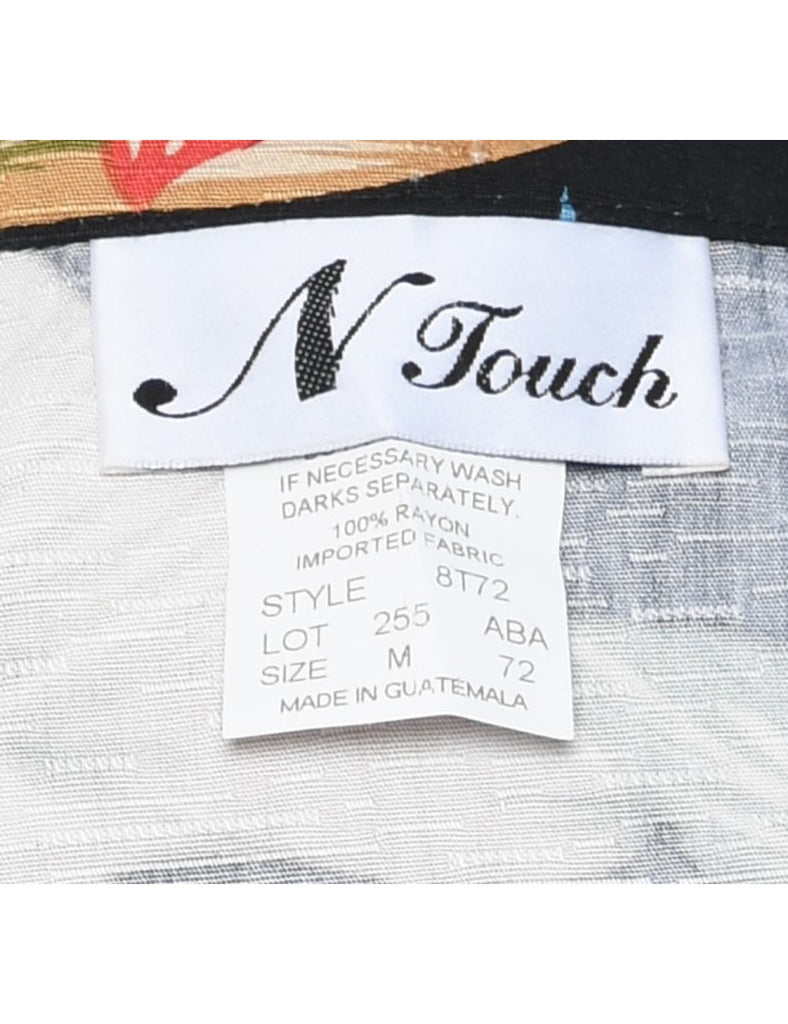 N Touch
IF NECESSARY WASH
DARKS SEPARATELY.
100% RAYON
IMPORTED FABRIC
STYLE 8T72
LOT 255 ABA
SIZE M 72
MADE IN GUATEMALA